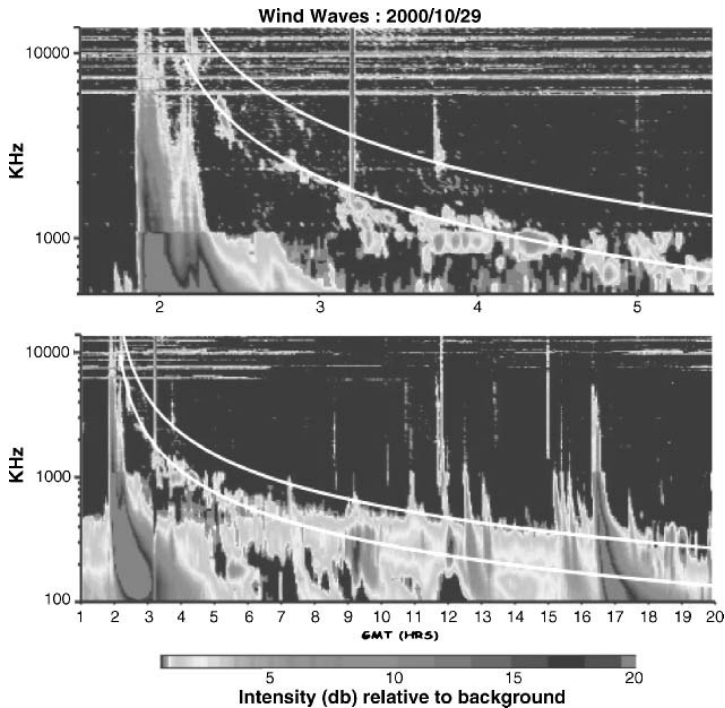 Wind Waves : 2000/10/29
10000
KHz
1000
2 3 4 5
10000
KHz
1000
100
1 2 3 4 5 6 7 8 9 10 11 12 13 14 15 16 17 18 19 20
GMT (HRS)
5 10 15 20
Intensity (db) relative to background